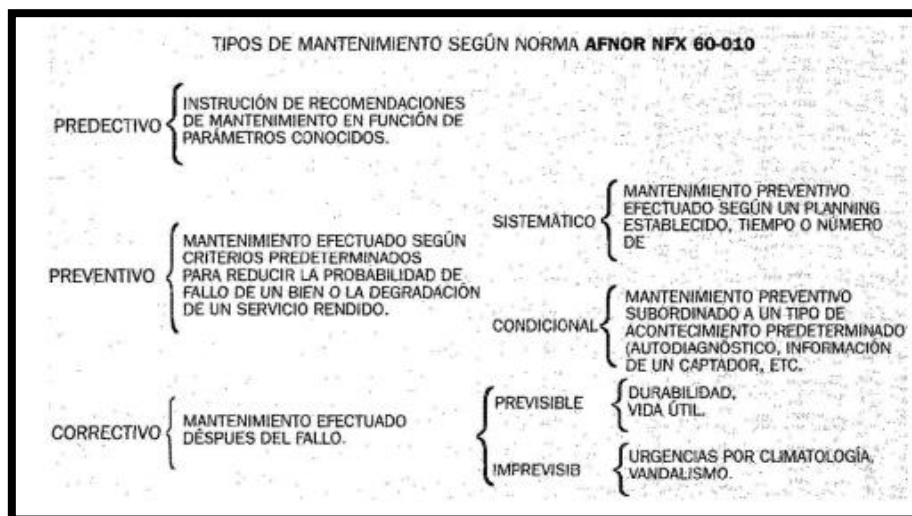 TIPOS DE MANTENIMIENTO SEGÚN NORMA AFNOR NFX 60-010
PREDECTIVO
INSTRUCIÓN DE RECOMENDACIONES
DE MANTENIMIENTO EN FUNCIÓN DE
PARÁMETROS CONOCIDOS.
PREVENTIVO
MANTENIMIENTO EFECTUADO SEGÚN
CRITERIOS PREDETERMINADOS
PARA REDUCIR LA PROBABILIDAD DE
FALLO DE UN BIEN O LA DEGRADACIÓN
DE UN SERVICIO RENDIDO.
SISTEMÀTICO
MANTENIMIENTO PREVENTIVO
EFECTUADO SEGÚN UN PLANNING
ESTABLECIDO, TIEMPO O NÚMERO
DE
CONDICIONAL
MANTENIMIENTO PREVENTIVO
SUBORDINADO A UN TIPO DE
ACONTECIMIENTO PREDETERMINADO
(AUTODIAGNÓSTICO, INFORMACIÓN
DE UN CAPTADOR, ETC.
CORRECTIVO
MANTENIMIENTO EFECTUADO
DÉSPUES DEL FALLO.
PREVISIBLE
DURABILIDAD,
VIDA ÚTIL.
IMPREVISIB
URGENCIAS POR CLIMATOLOGÍA,
VANDALISMO.